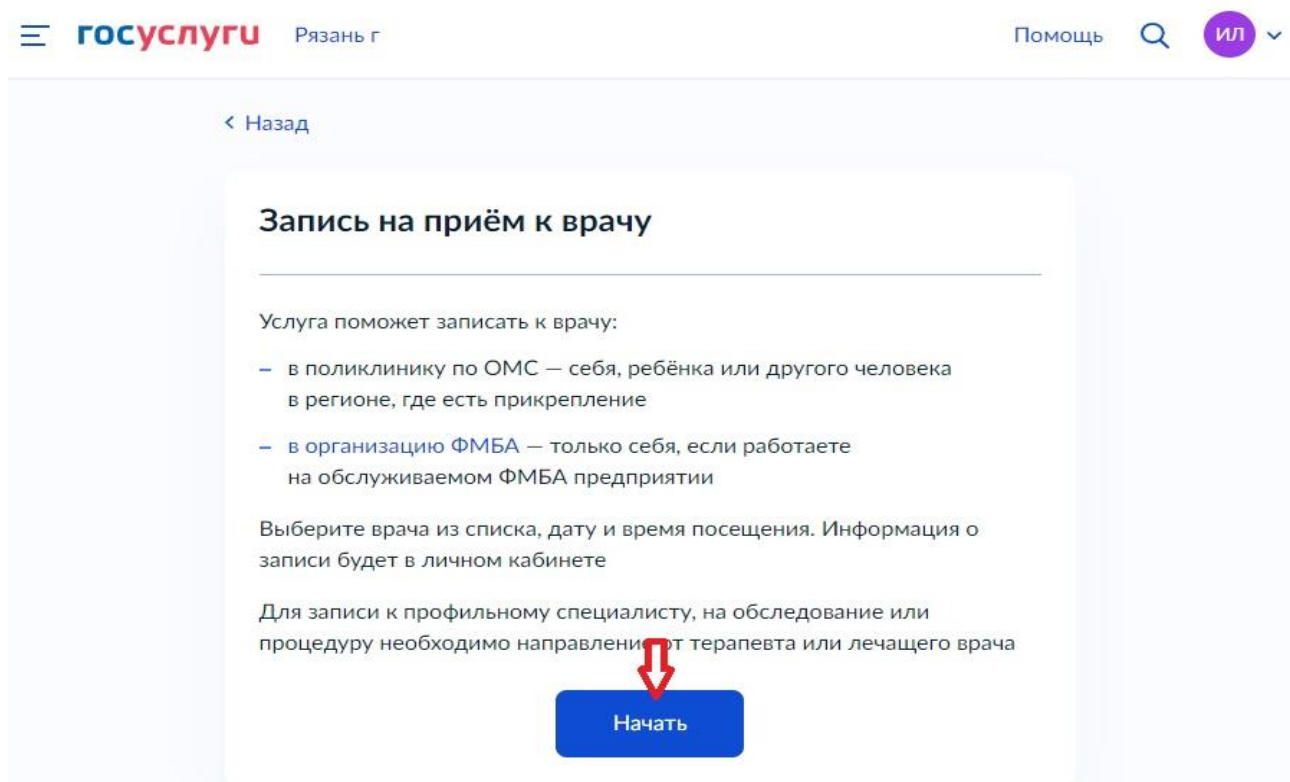 госуслуги Рязань г Помощь ИЛ
Назад
Запись на приём к врачу
Услуга поможет записать к врачу:
– в поликлинику по ОМС — себя, ребёнка или другого человека
в регионе, где есть прикрепление
– в организацию ФМБА — только себя, если работаете
на обслуживаемом ФМБА предприятии
Выберите врача из списка, дату и время посещения. Информация о
записи будет в личном кабинете
Для записи к профильному специалисту, на обследование или
процедуру необходимо направление от терапевта или лечащего врача
Начать